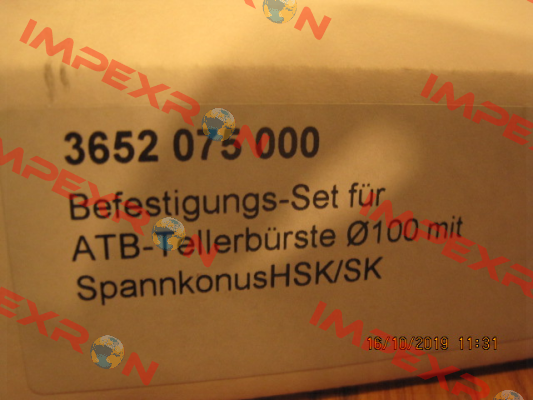 IMPEXRON
IMPEXRON
3652 075 000
Befestigungs-Set für
ATB-Tellerbürste Ø100 mit
SpannkonusHSK/SK
IMPEXRON
IMPEXRON
16/10/2019 11:31